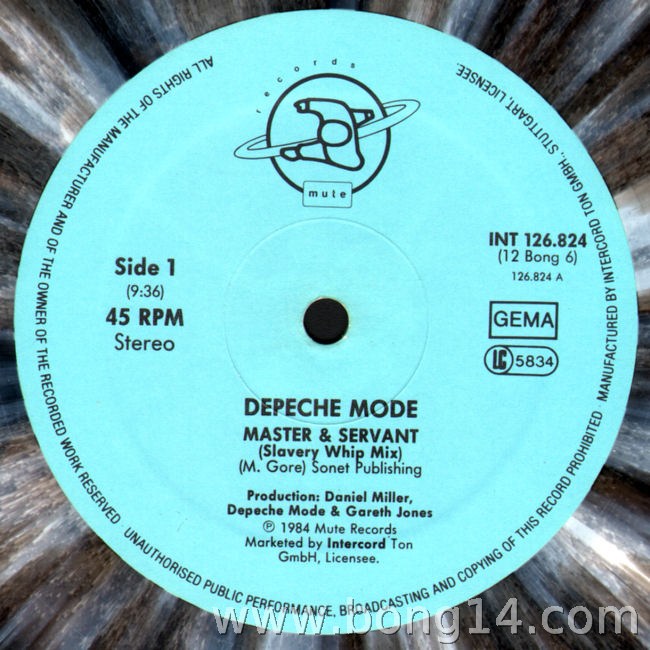 records
mute
Side 1
(9:36)
45 RPM
Stereo
INT 126.824
(12 Bong 6)
126.824 A
GEMA
LC 5834
DEPECHE MODE
MASTER & SERVANT
(Slavery Whip Mix)
(M. Gore) Sonet Publishing
Production: Daniel Miller,
Depeche Mode & Gareth Jones
℗ 1984 Mute Records
Marketed by Intercord Ton
GmbH, Licensee.
ALL RIGHTS OF THE MANUFACTURER AND OF THE OWNER OF THE RECORDED WORK RESERVED UNAUTHORISED PUBLIC PERFORMANCE, BROADCASTING AND COPYING OF THIS RECORD PROHIBITED MANUFACTURED BY INTERCORD TON GMBH., STUTTGART, LICENSEE.
www.bong14.com